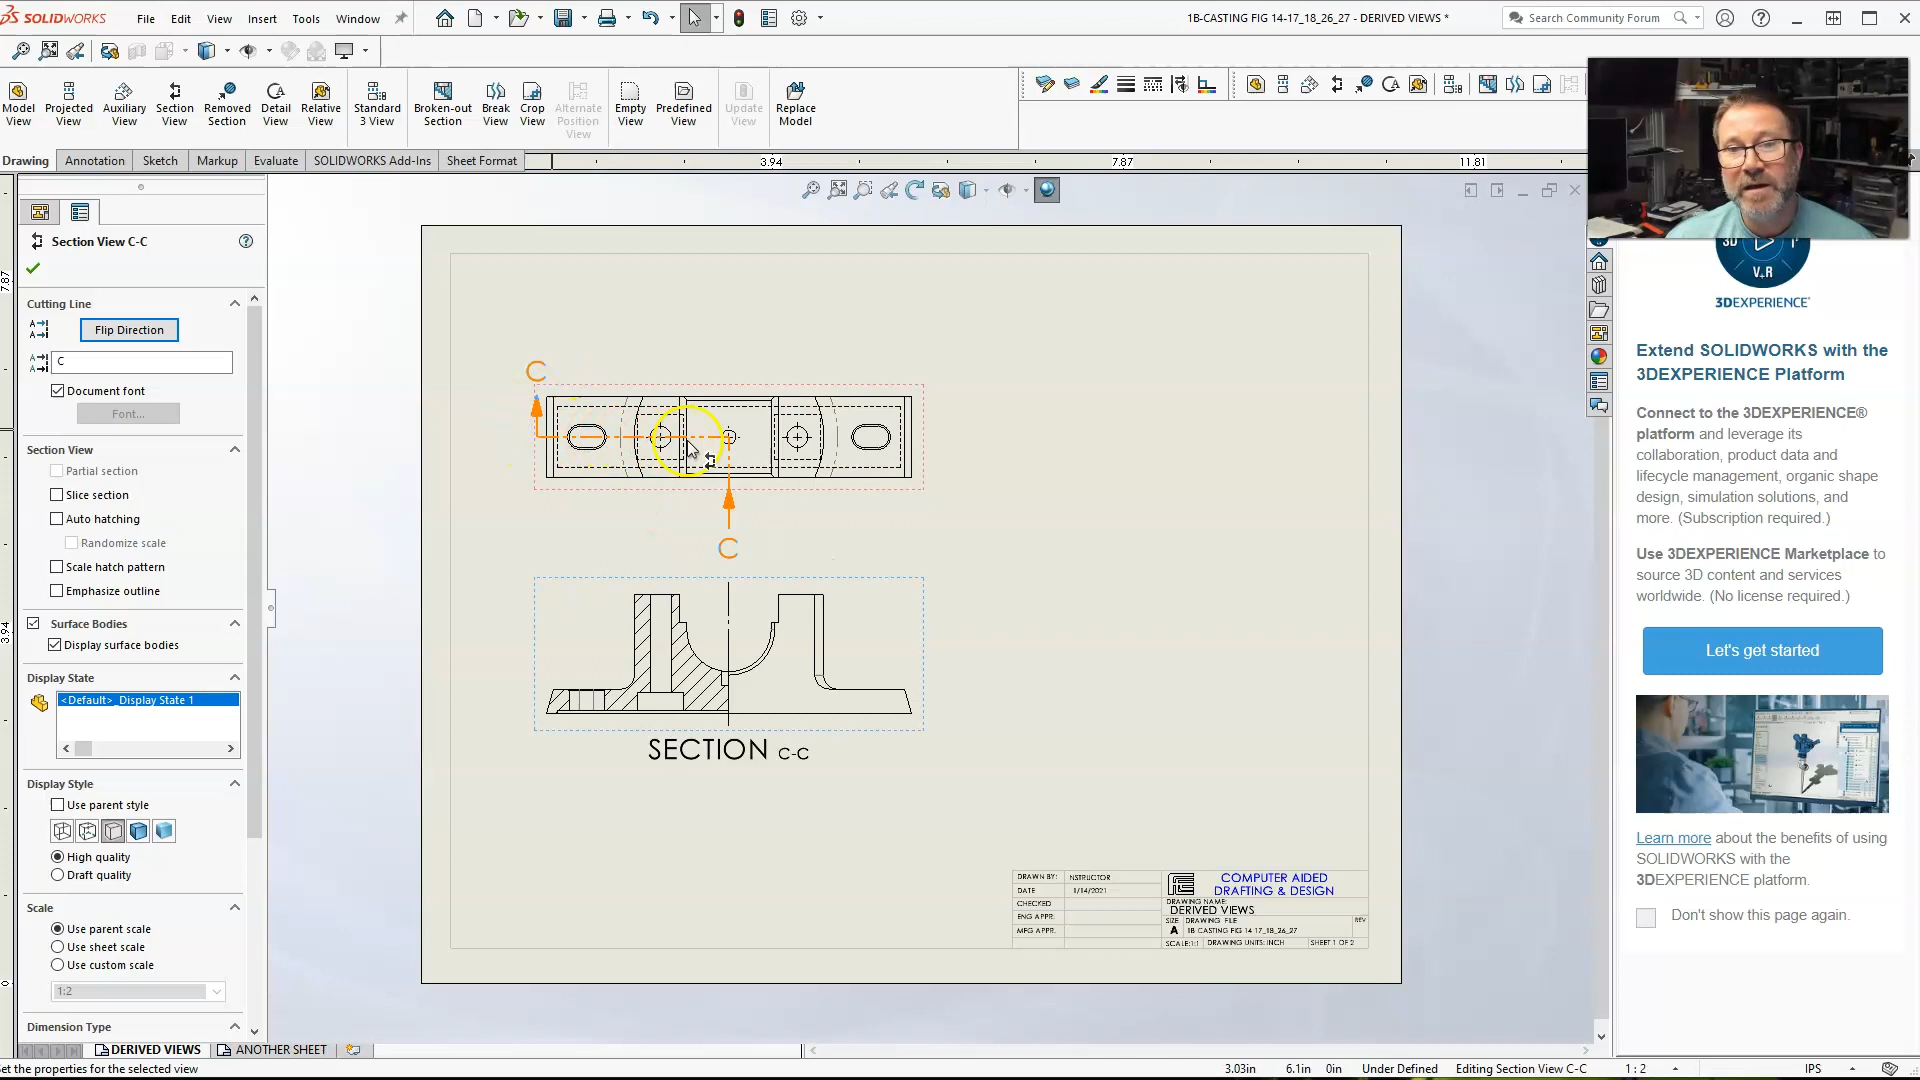 SOLIDWORKS File Edit View Insert Tools Window
1B-CASTING FIG 14-17_18_26_27 - DERIVED VIEWS *
Search Community Forum
Model View
Projected View
Auxiliary View
Section View
Removed Section
Detail View
Relative View
Standard 3 View
Broken-out Section
Break View
Crop View
Alternate Position View
Empty View
Predefined View
Update View
Replace Model
Drawing Annotation Sketch Markup Evaluate SOLIDWORKS Add-Ins Sheet Format
3.94 7.87 11.81
7.87
3.94
0
Section View C-C
Cutting Line
Flip Direction
C
Document font
Font...
Section View
Partial section
Slice section
Auto hatching
Randomize scale
Scale hatch pattern
Emphasize outline
Surface Bodies
Display surface bodies
Display State
<Default>_Display State 1
Display Style
Use parent style
High quality
Draft quality
Scale
Use parent scale
Use sheet scale
Use custom scale
1:2
Dimension Type
C
C
SECTION C-C
DRAWN BY: NSTRUCTOR
DATE 1/14/2021
CHECKED
ENG APPR.
MFG APPR.
COMPUTER AIDED
DRAFTING & DESIGN
DRAWING NAME:
DERIVED VIEWS
SIZE DRAWING FILE REV
A 1B CASTING FIG 14 17_18_26_27
SCALE:1:1 DRAWING UNITS: INCH SHEET 1 OF 2
3D
V+R
3DEXPERIENCE
Extend SOLIDWORKS with the
3DEXPERIENCE Platform
Connect to the 3DEXPERIENCE®
platform and leverage its
collaboration, product data and
lifecycle management, organic shape
design, simulation solutions, and
more. (Subscription required.)
Use 3DEXPERIENCE Marketplace to
source 3D content and services
worldwide. (No license required.)
Let's get started
Learn more about the benefits of using
SOLIDWORKS with the
3DEXPERIENCE platform.
Don't show this page again.
DERIVED VIEWS ANOTHER SHEET
et the properties for the selected view
3.03in 6.1in 0in Under Defined Editing Section View C-C 1 : 2 IPS